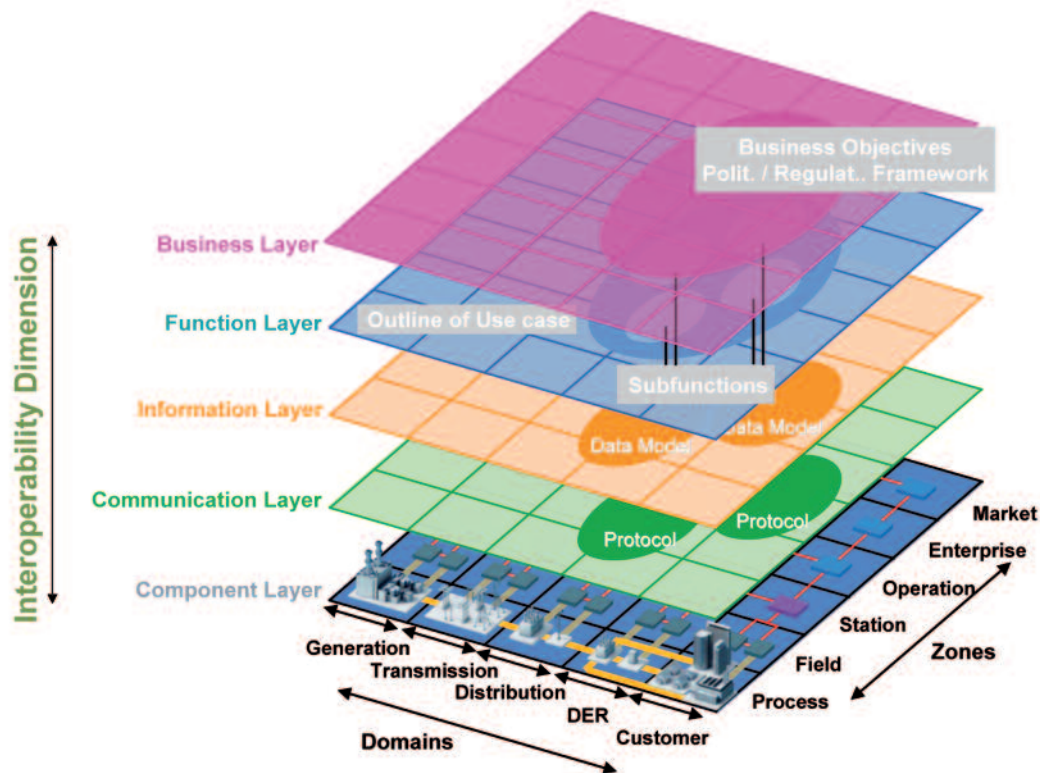 Business Objectives
Polit. / Regulat.. Framework
Business Layer
Function Layer
Outline of Use case
Subfunctions
Information Layer
Data Model
Data Model
Communication Layer
Protocol
Protocol
Component Layer
Interoperability Dimension
Market
Enterprise
Operation
Station
Field
Process
Zones
Generation
Transmission
Distribution
DER
Customer
Domains